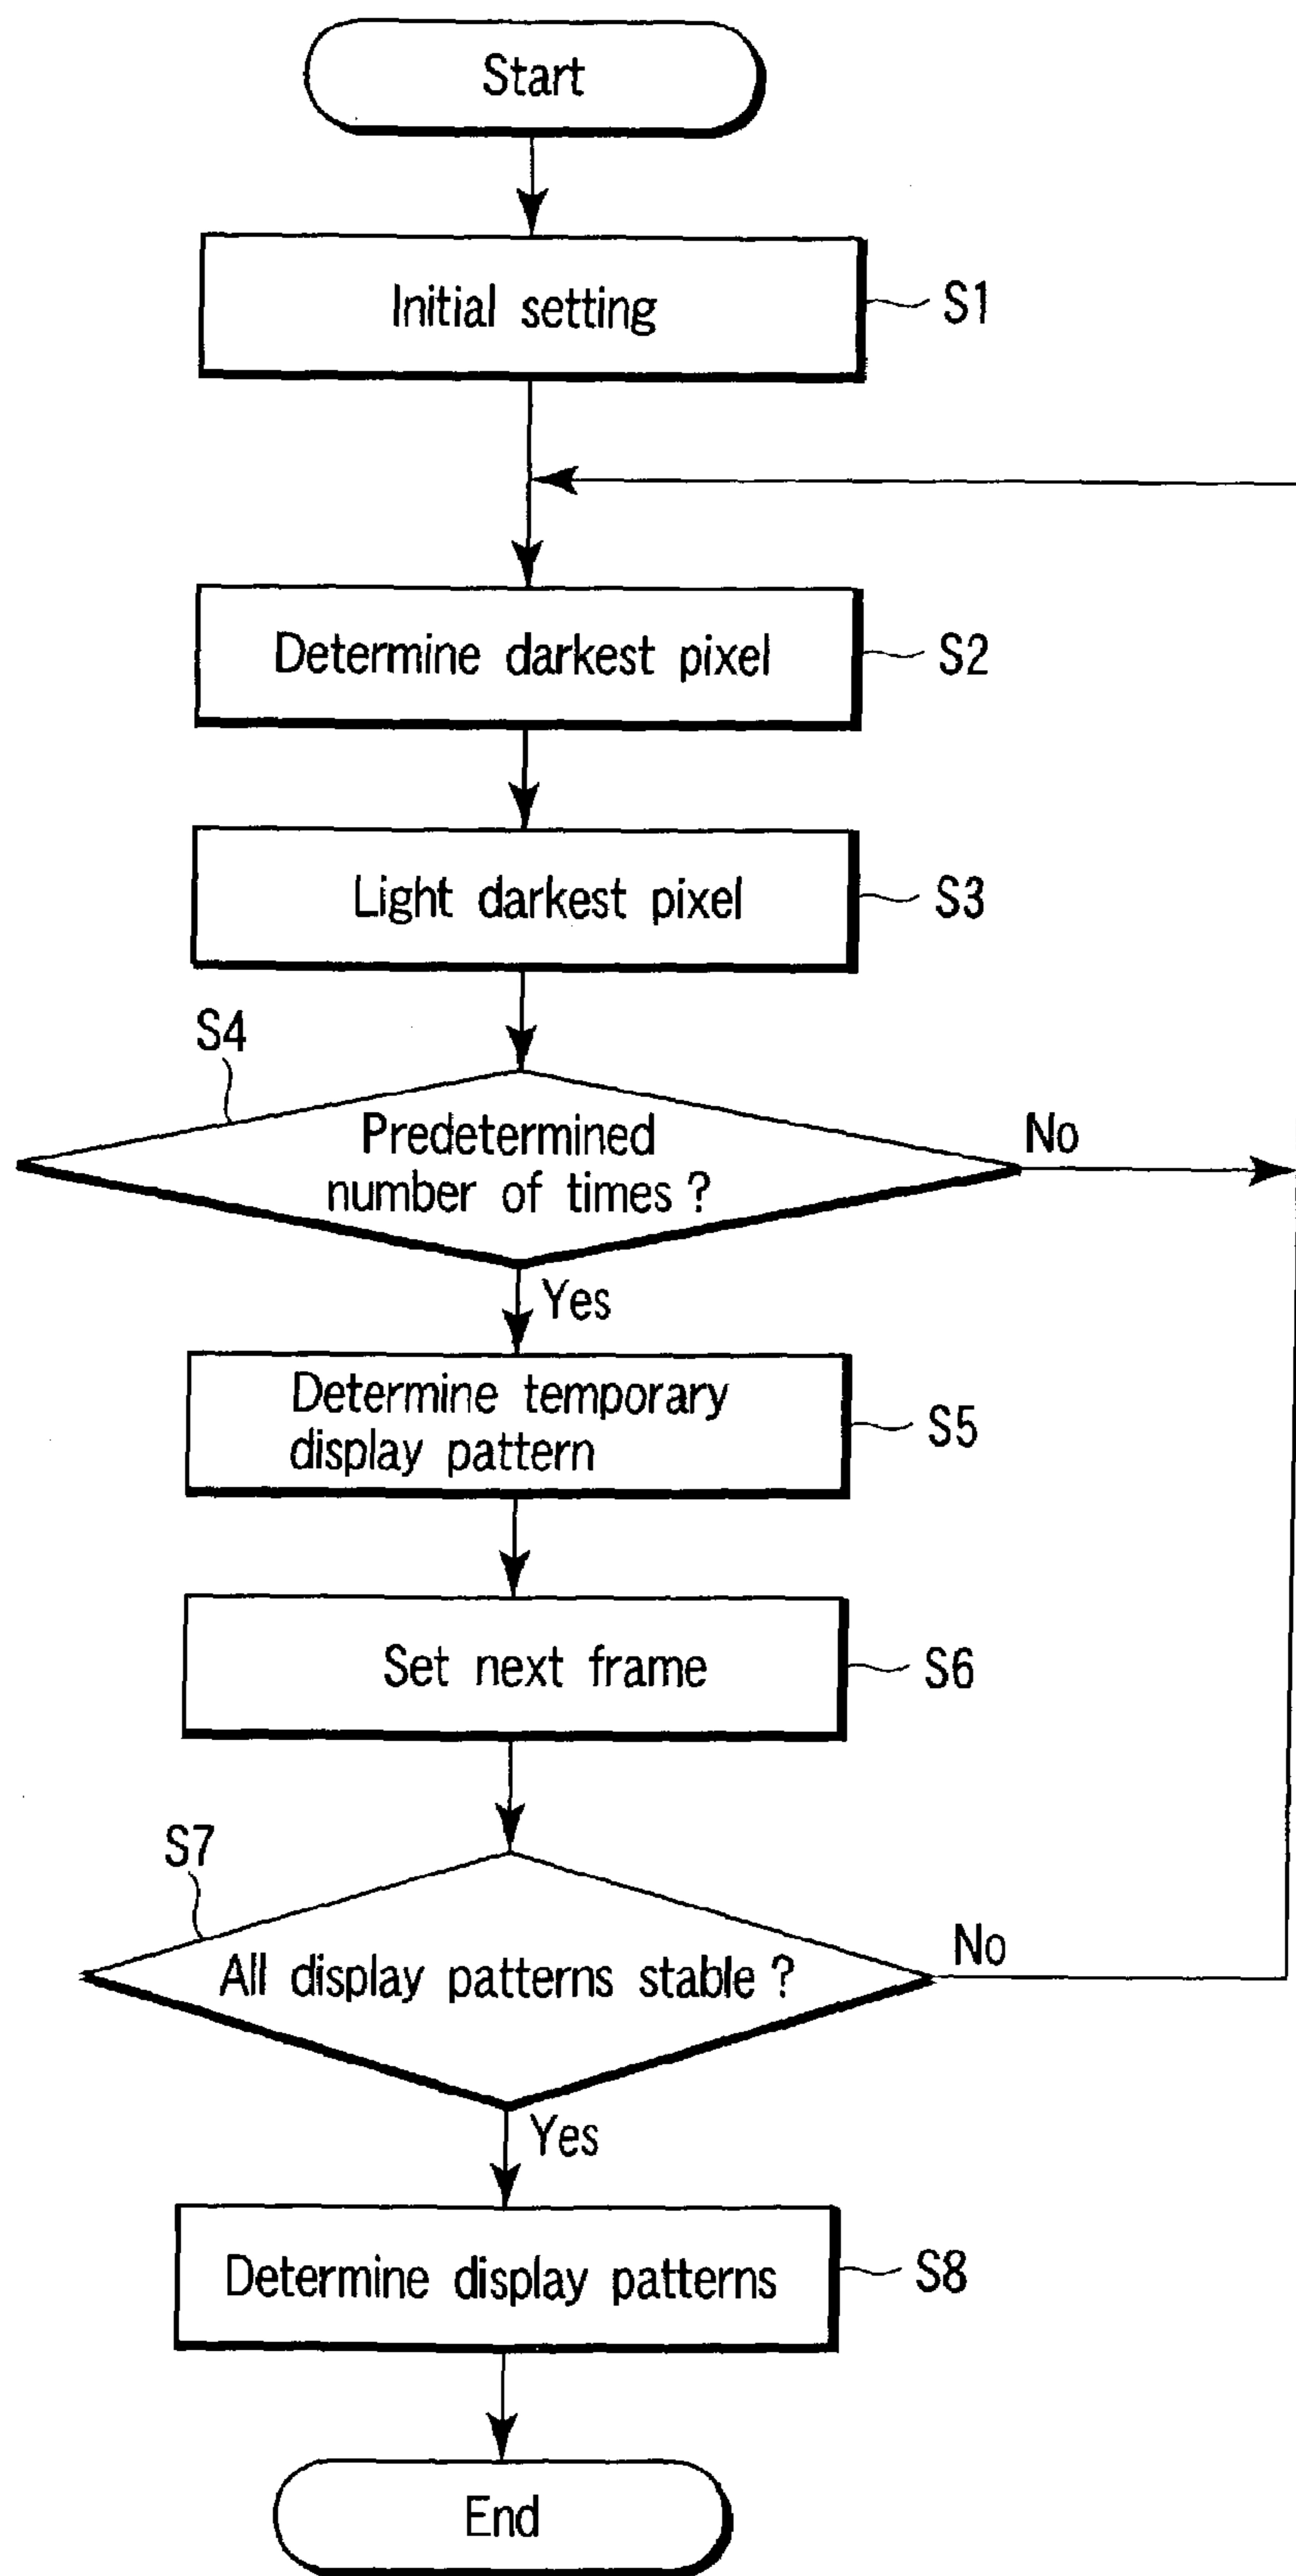 Start
Initial setting
S1
Determine darkest pixel
S2
Light darkest pixel
S3
S4
Predetermined
number of times ?
No
Yes
Determine temporary
display pattern
S5
Set next frame
S6
S7
All display patterns stable ?
No
Yes
Determine display patterns
S8
End